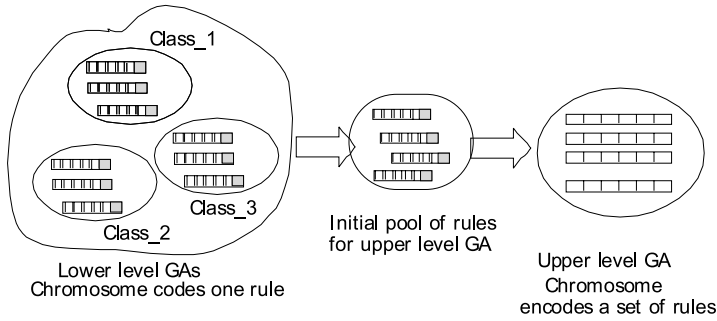 Class_1
Class_3
Class_2
Lower level GAs
Chromosome codes one rule
Initial pool of rules
for upper level GA
Upper level GA
Chromosome
encodes a set of rules